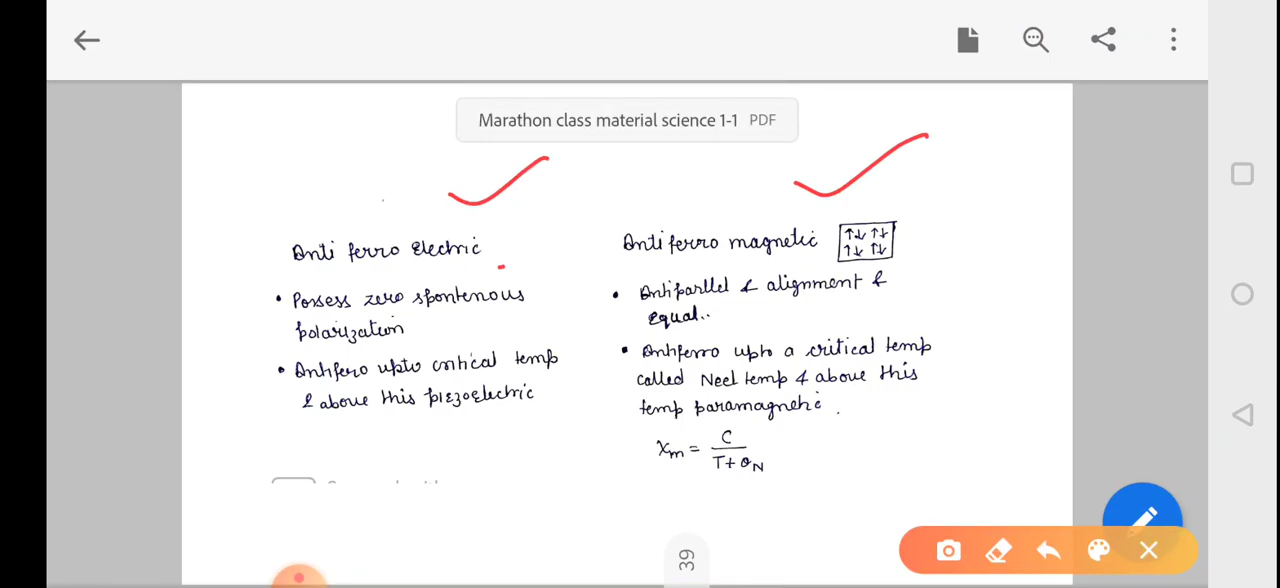 Marathon class material science 1-1 PDF
Anti ferro electric
• Possess zero spontenous
polarization
• Antifero upto critical temp
& above this piezoelectric
Antiferro magnetic ↑↓ ↑↓
↑↓ ↑↓
• Antiparllel & alignment &
equal..
• Antiferro upto a critical temp
called Neel temp & above this
temp paramagnetic.
χm = C
T+θN
39